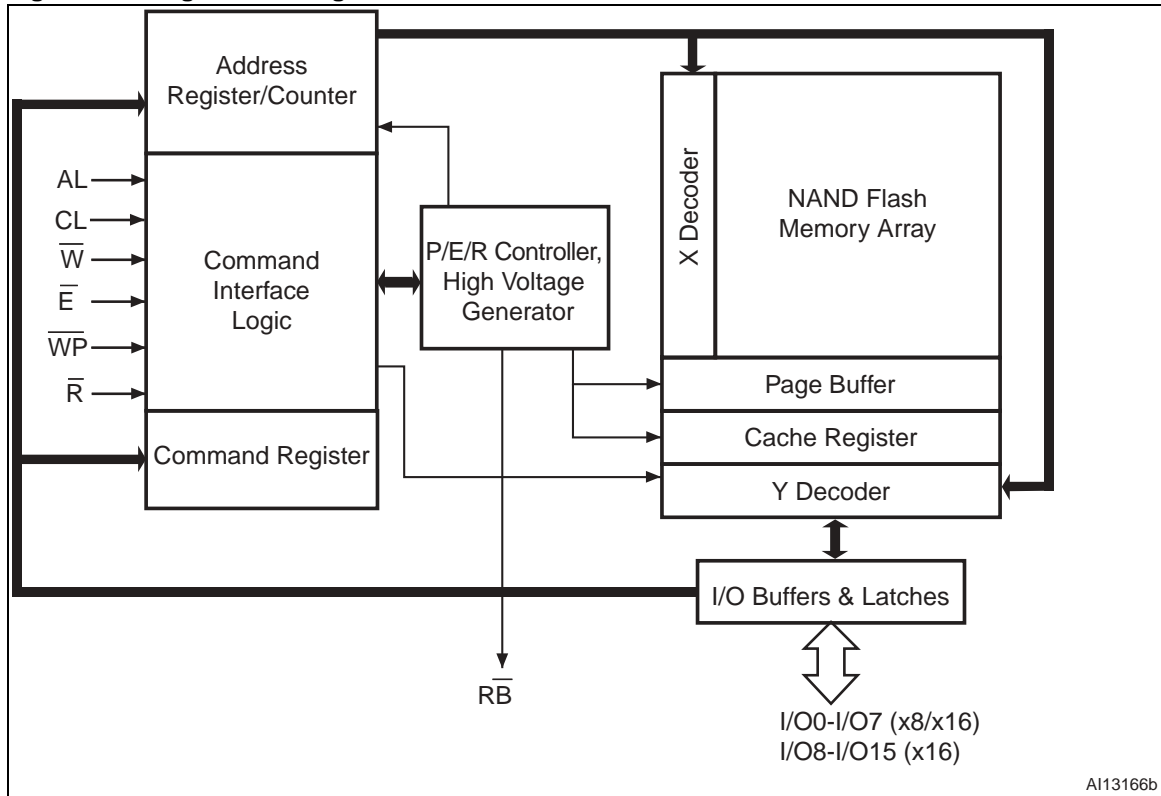 Address
Register/Counter
AL
CL
W̅
E̅
W̅P̅
R̅
Command
Interface
Logic
Command Register
P/E/R Controller,
High Voltage
Generator
RB̅
X Decoder
NAND Flash
Memory Array
Page Buffer
Cache Register
Y Decoder
I/O Buffers & Latches
I/O0-I/O7 (x8/x16)
I/O8-I/O15 (x16)
AI13166b